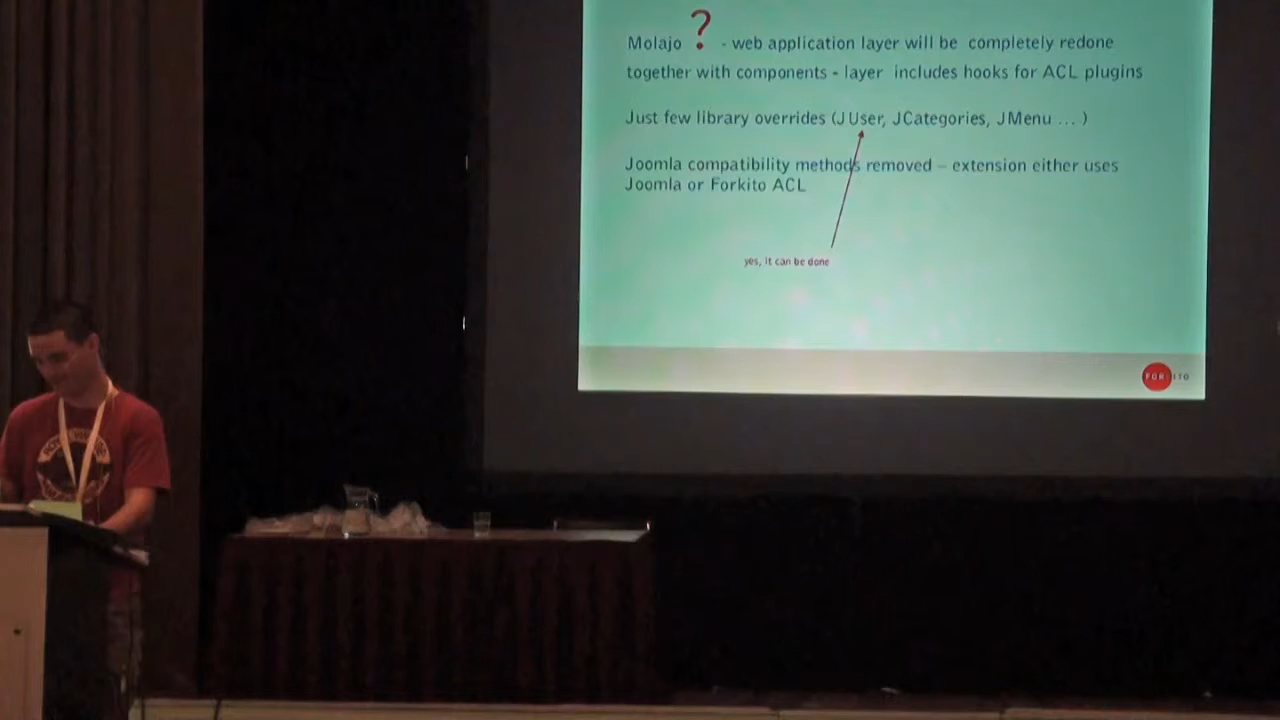 Molajo ? - web application layer will be completely redone
together with components - layer includes hooks for ACL plugins
Just few library overrides (JUser, JCategories, JMenu ... )
Joomla compatibility methods removed – extension either uses
Joomla or Forkito ACL
yes, it can be done
FORKITO